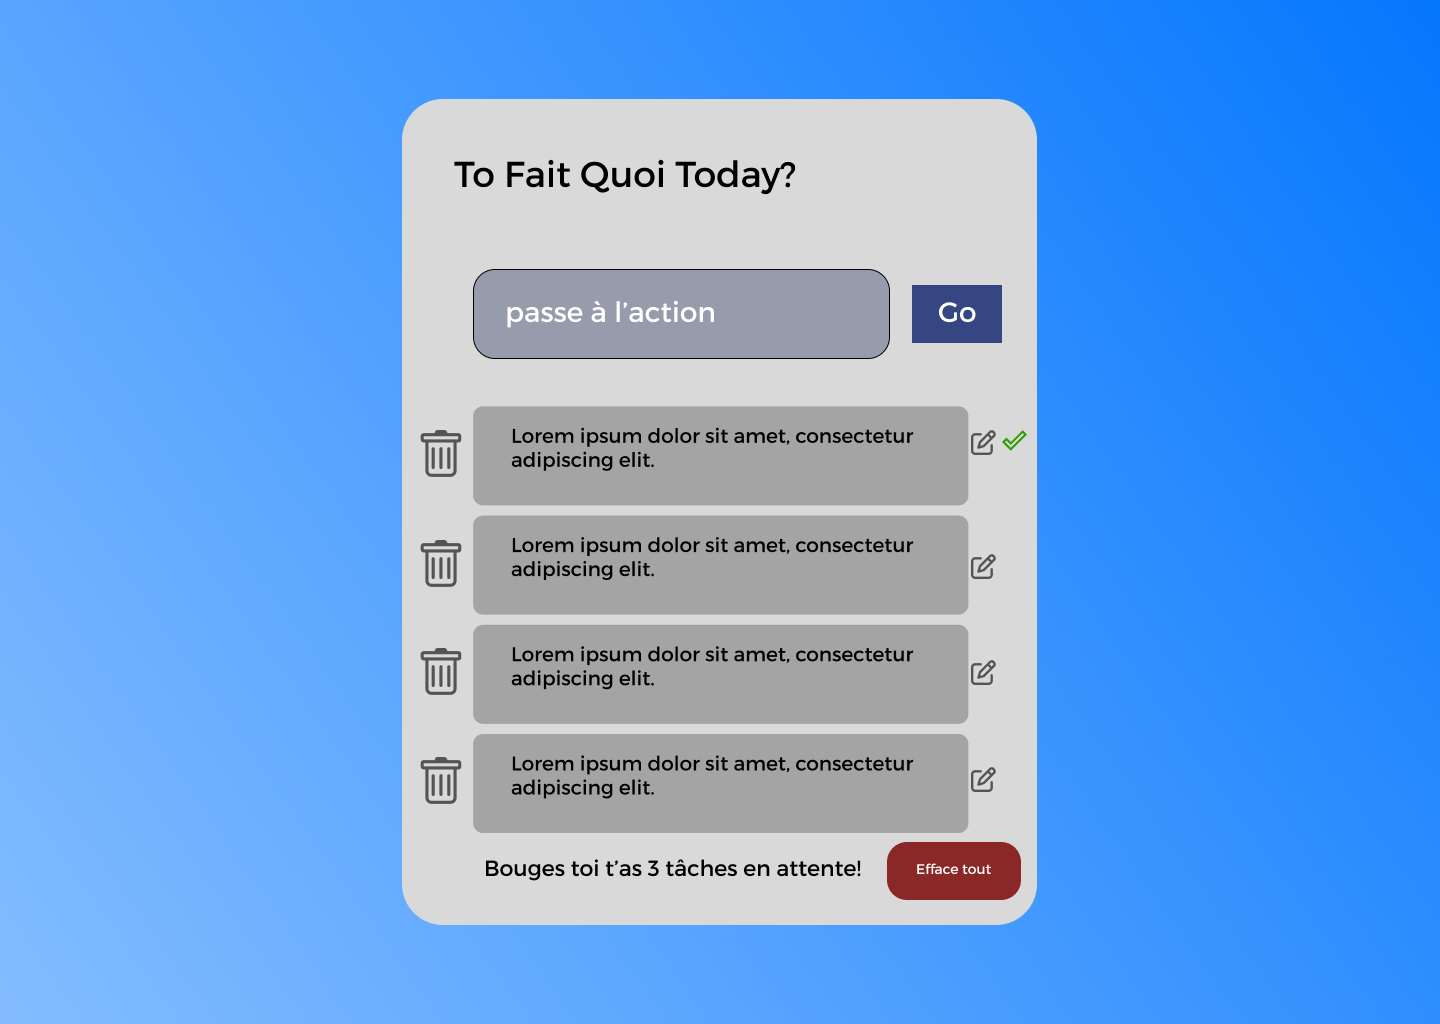 To Fait Quoi Today?
passe à l’action
Go
Lorem ipsum dolor sit amet, consectetur
adipiscing elit.
Lorem ipsum dolor sit amet, consectetur
adipiscing elit.
Lorem ipsum dolor sit amet, consectetur
adipiscing elit.
Lorem ipsum dolor sit amet, consectetur
adipiscing elit.
Bouges toi t’as 3 tâches en attente!
Efface tout